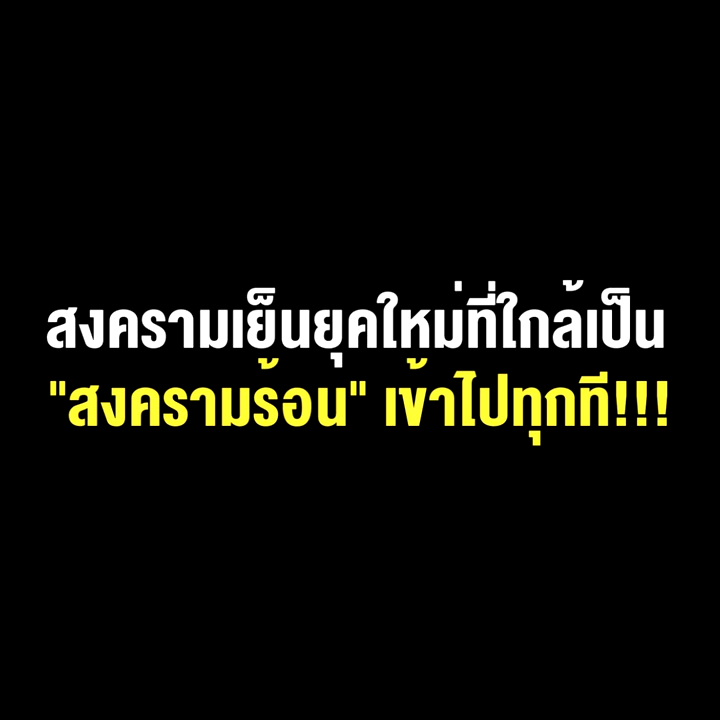 สงครามเย็นยุคใหม่ที่ใกล้เป็น
"สงครามร้อน" เข้าไปทุกที!!!